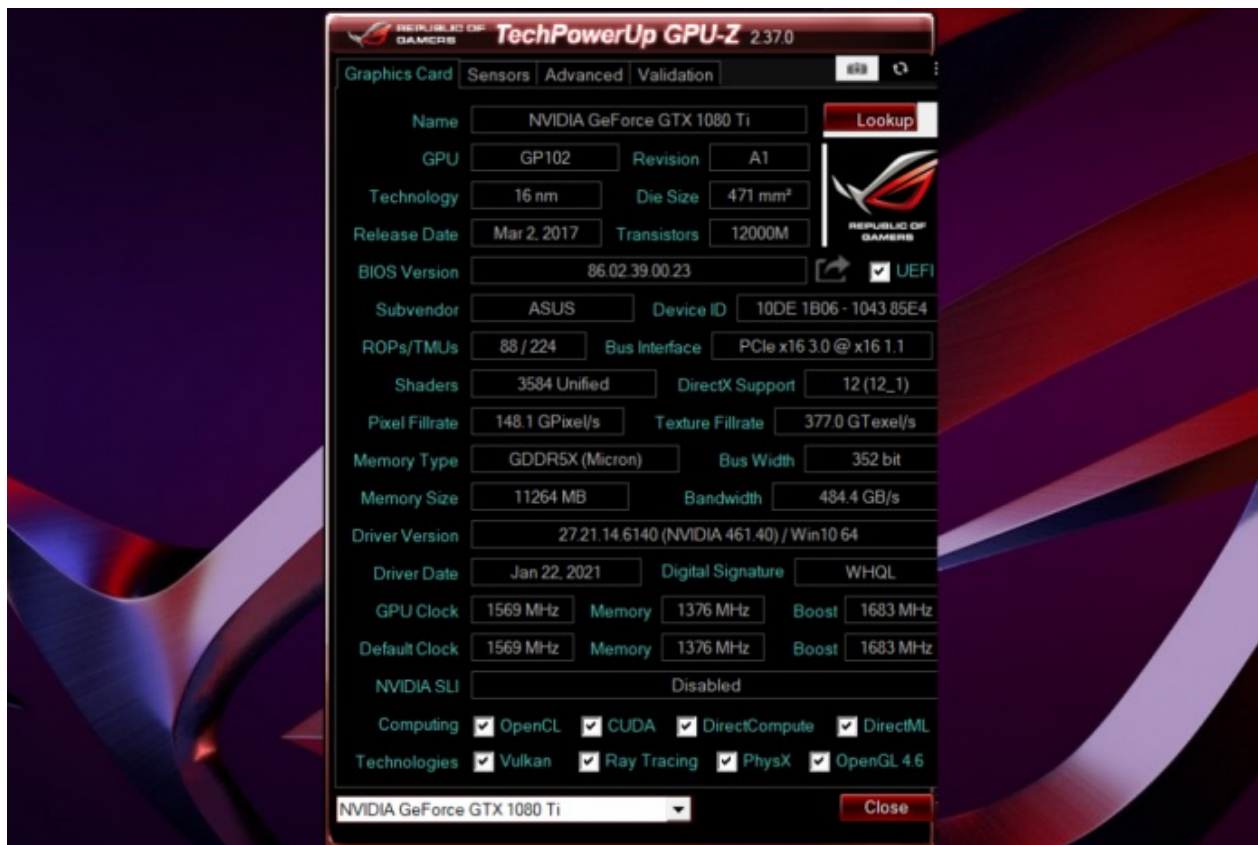 REPUBLIC OF GAMERS TechPowerUp GPU-Z 2.37.0
Graphics Card Sensors Advanced Validation
Name NVIDIA GeForce GTX 1080 Ti Lookup
GPU GP102 Revision A1
Technology 16 nm Die Size 471 mm²
REPUBLIC OF GAMERS
Release Date Mar 2, 2017 Transistors 12000M
BIOS Version 86.02.39.00.23 UEFI
Subvendor ASUS Device ID 10DE 1B06 - 1043 85E4
ROPs/TMUs 88 / 224 Bus Interface PCIe x16 3.0 @ x16 1.1
Shaders 3584 Unified DirectX Support 12 (12_1)
Pixel Fillrate 148.1 GPixel/s Texture Fillrate 377.0 GTexel/s
Memory Type GDDR5X (Micron) Bus Width 352 bit
Memory Size 11264 MB Bandwidth 484.4 GB/s
Driver Version 27.21.14.6140 (NVIDIA 461.40) / Win10 64
Driver Date Jan 22, 2021 Digital Signature WHQL
GPU Clock 1569 MHz Memory 1376 MHz Boost 1683 MHz
Default Clock 1569 MHz Memory 1376 MHz Boost 1683 MHz
NVIDIA SLI Disabled
Computing OpenCL CUDA DirectCompute DirectML
Technologies Vulkan Ray Tracing PhysX OpenGL 4.6
NVIDIA GeForce GTX 1080 Ti Close